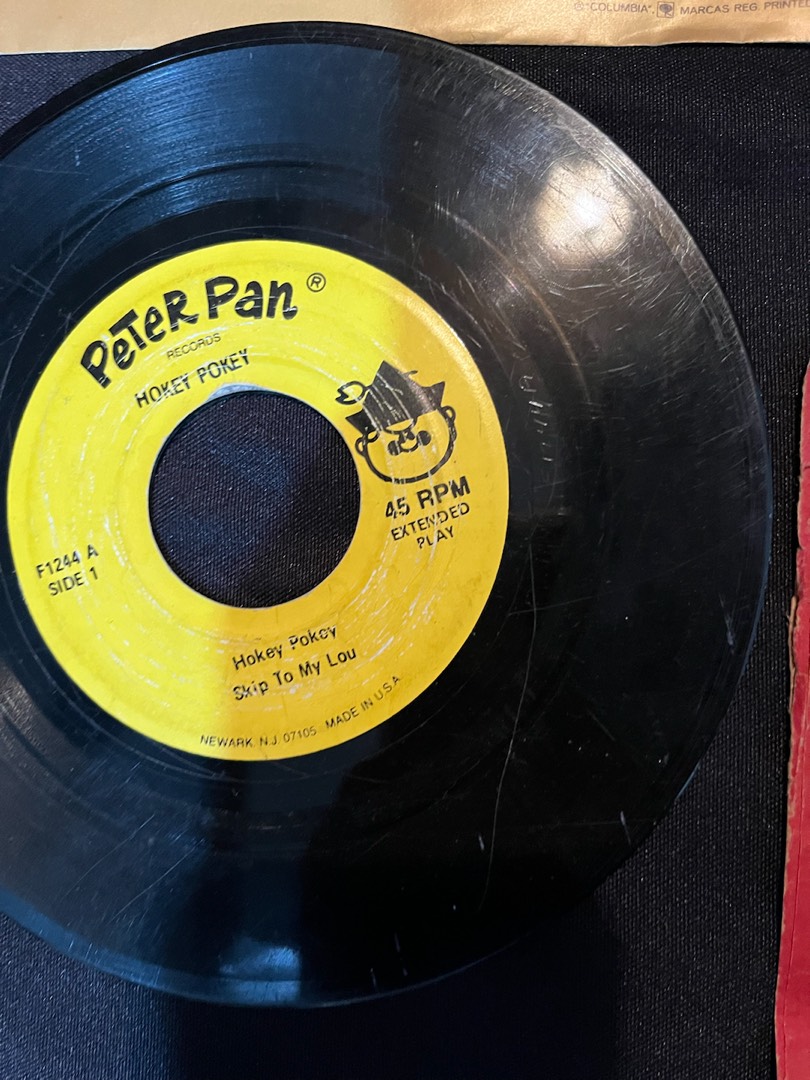 ©"COLUMBIA", MARCAS REG. PRINTED
PeTeR Pan ®
RECORDS
HOKEY POKEY
45 RPM
EXTENDED
PLAY
F1244 A
SIDE 1
Hokey Pokey
Skip To My Lou
NEWARK, N.J. 07105 MADE IN U.S.A.